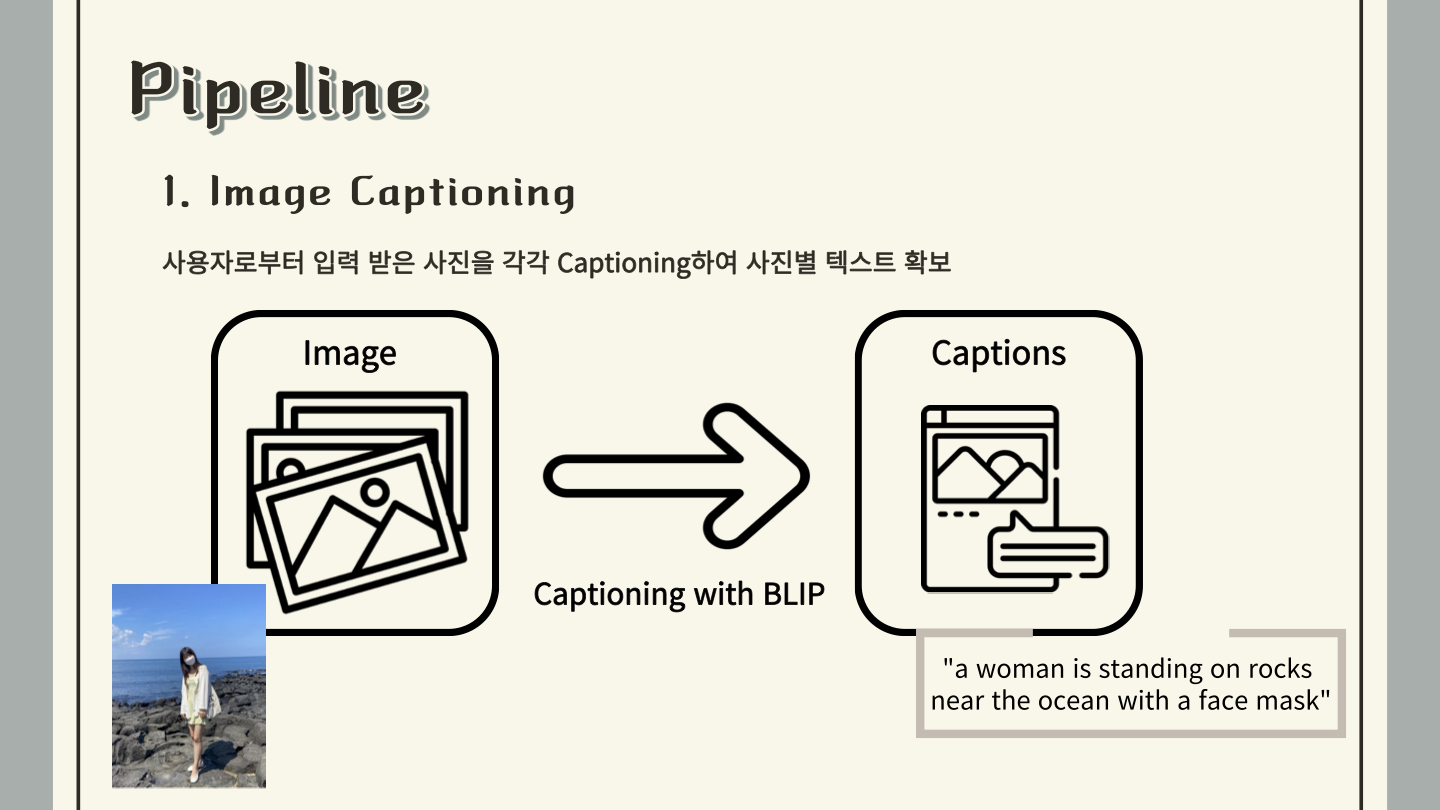 Pipeline
1. Image Captioning
사용자로부터 입력 받은 사진을 각각 Captioning하여 사진별 텍스트 확보
Image
Captions
Captioning with BLIP
"a woman is standing on rocks
near the ocean with a face mask"